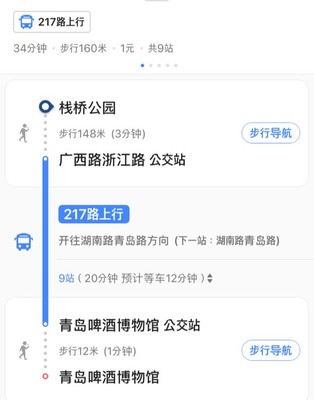 217路上行
34分钟 · 步行160米 · 1元 · 共9站
栈桥公园
步行148米 (3分钟)
步行导航
广西路浙江路 公交站
217路上行
开往湖南路青岛路方向 (下一站：湖南路青岛路)
9站 (20分钟 预计等车12分钟)
青岛啤酒博物馆 公交站
步行12米 (1分钟)
步行导航
青岛啤酒博物馆